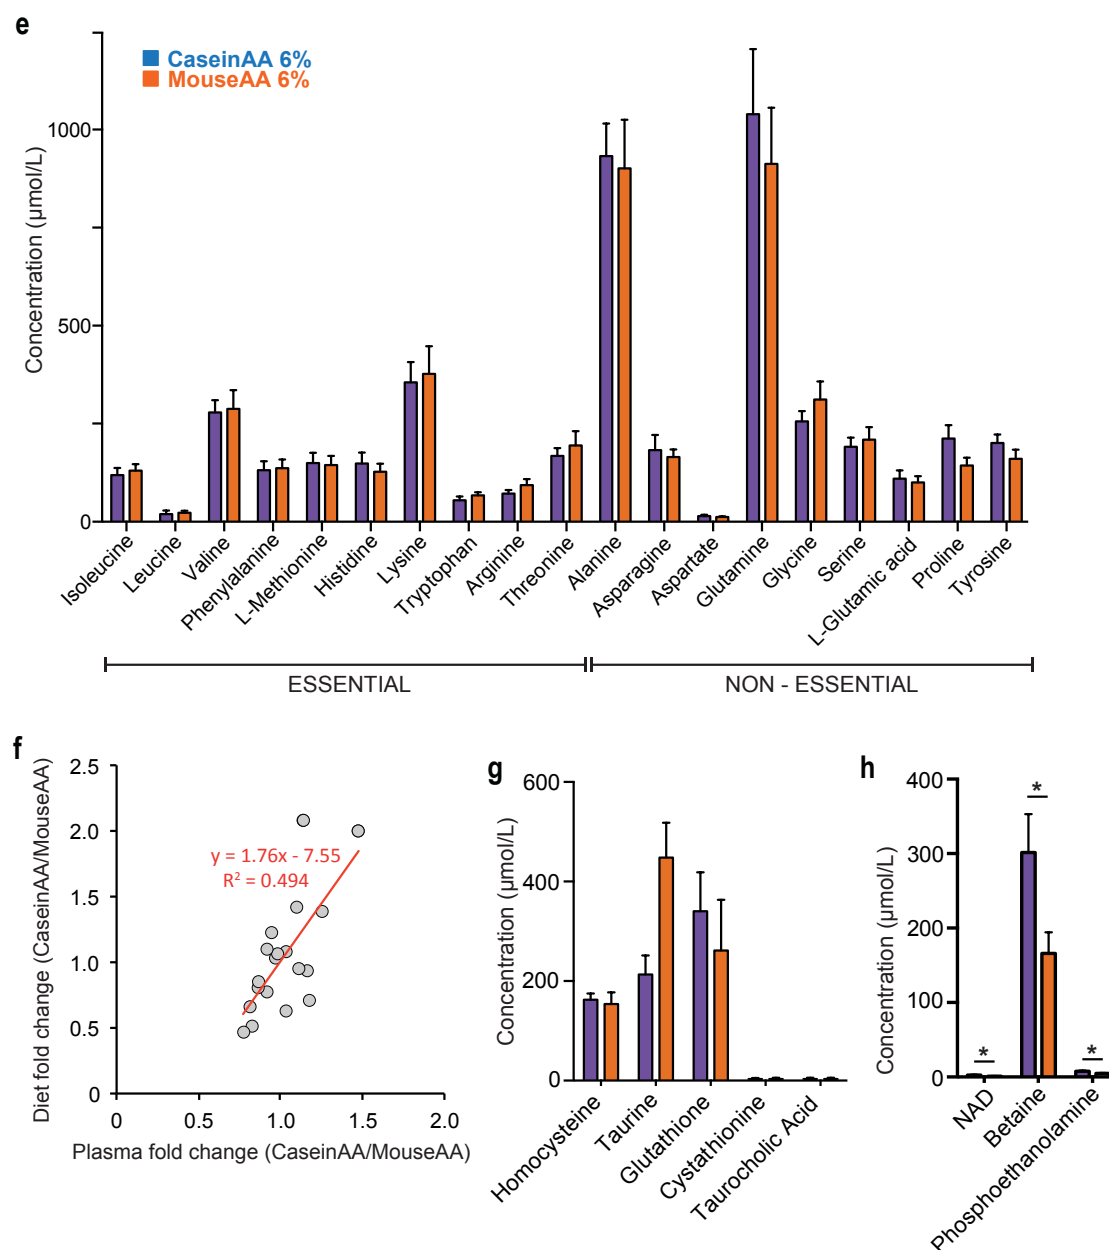 e
CaseinAA 6%
MouseAA 6%
Concentration (µmol/L)
1000
500
0
Isoleucine
Leucine
Valine
Phenylalanine
L-Methionine
Histidine
Lysine
Tryptophan
Arginine
Threonine
Alanine
Asparagine
Aspartate
Glutamine
Glycine
Serine
L-Glutamic acid
Proline
Tyrosine
ESSENTIAL
NON - ESSENTIAL
f
Diet fold change (CaseinAA/MouseAA)
2.5
2.0
1.5
1.0
0.5
0
y = 1.76x - 7.55
R² = 0.494
0
0.5
1.0
1.5
2.0
Plasma fold change (CaseinAA/MouseAA)
g
Concentration (µmol/L)
600
400
200
0
Homocysteine
Taurine
Glutathione
Cystathionine
Taurocholic Acid
h
Concentration (µmol/L)
400
300
200
100
0
*
*
*
NAD
Betaine
Phosphoethanolamine